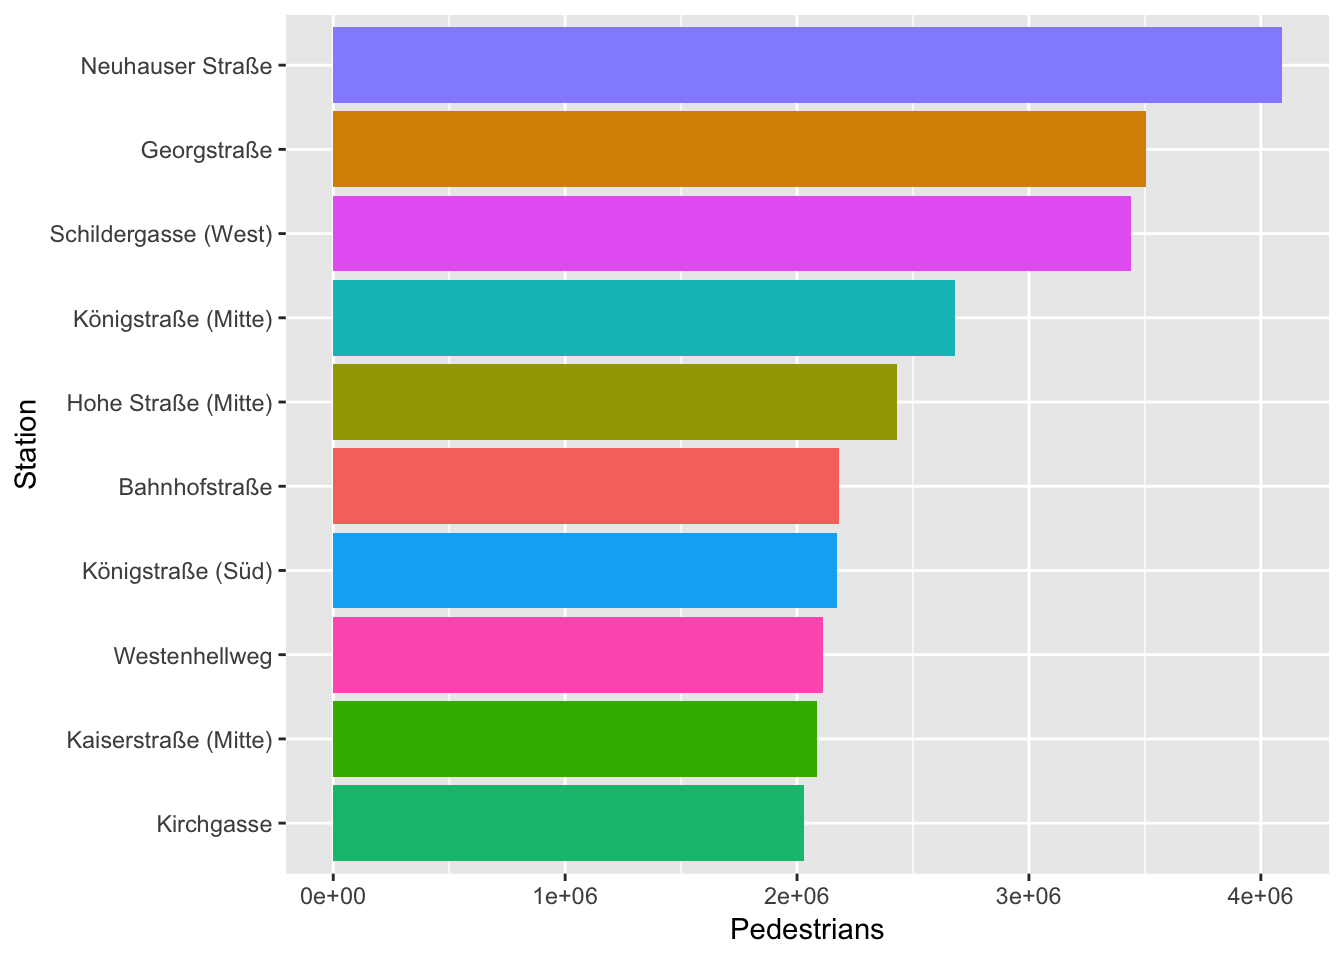 Neuhauser Straße
Georgstraße
Schildergasse (West)
Königstraße (Mitte)
Hohe Straße (Mitte)
Bahnhofstraße
Königstraße (Süd)
Westenhellweg
Kaiserstraße (Mitte)
Kirchgasse
Station
0e+00 1e+06 2e+06 3e+06 4e+06
Pedestrians